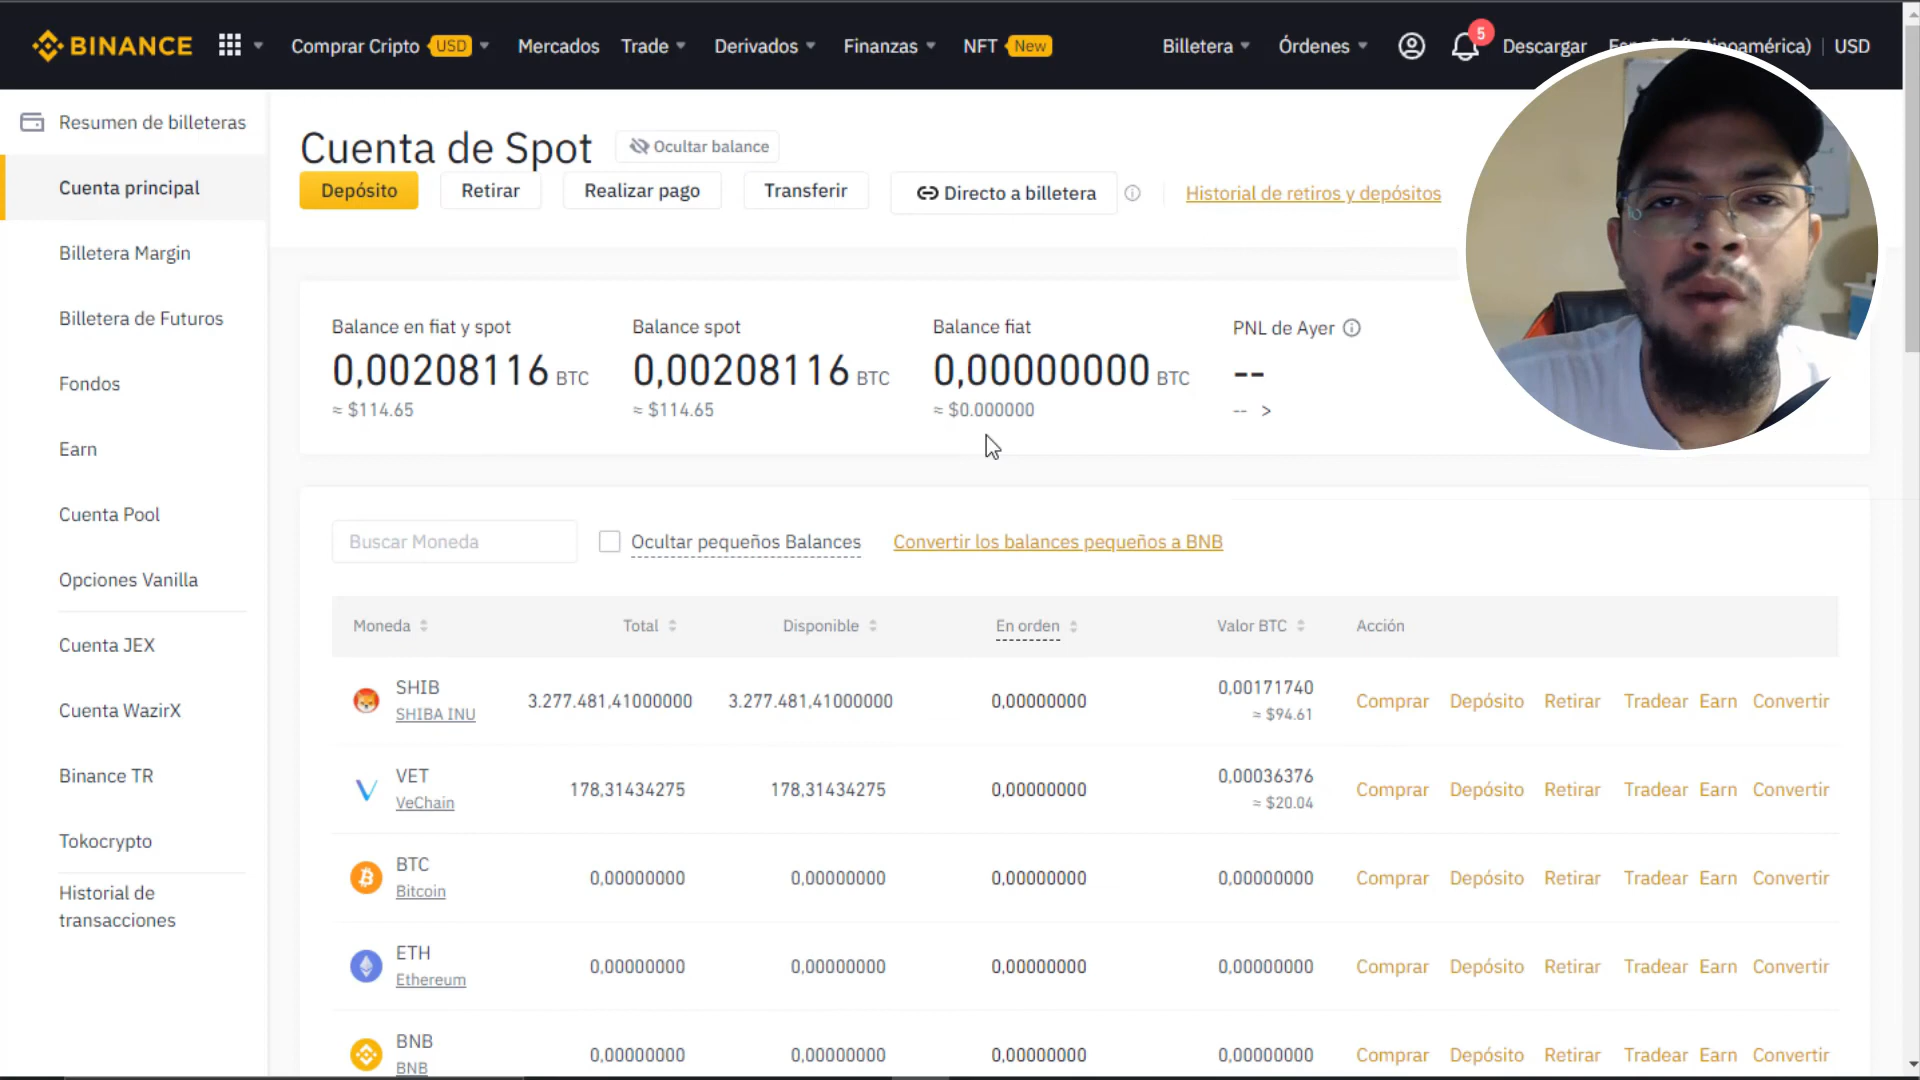 BINANCE
Comprar Cripto USD
Mercados
Trade
Derivados
Finanzas
NFT New
Billetera
Órdenes
5
Descargar
USD
Resumen de billeteras
Cuenta principal
Billetera Margin
Billetera de Futuros
Fondos
Earn
Cuenta Pool
Opciones Vanilla
Cuenta JEX
Cuenta WazirX
Binance TR
Tokocrypto
Historial de
transacciones
Cuenta de Spot
Ocultar balance
Depósito
Retirar
Realizar pago
Transferir
Directo a billetera
Historial de retiros y depósitos
Balance en fiat y spot
0,00208116 BTC
≈ $114.65
Balance spot
0,00208116 BTC
≈ $114.65
Balance fiat
0,00000000 BTC
≈ $0.000000
PNL de Ayer
--
-- >
Buscar Moneda
Ocultar pequeños Balances
Convertir los balances pequeños a BNB
Moneda Total Disponible En orden Valor BTC Acción
SHIB
SHIBA INU
3.277.481,41000000 3.277.481,41000000 0,00000000 0,00171740
≈ $94.61
Comprar Depósito Retirar Tradear Earn Convertir
VET
VeChain
178,31434275 178,31434275 0,00000000 0,00036376
≈ $20.04
Comprar Depósito Retirar Tradear Earn Convertir
BTC
Bitcoin
0,00000000 0,00000000 0,00000000 0,00000000
Comprar Depósito Retirar Tradear Earn Convertir
ETH
Ethereum
0,00000000 0,00000000 0,00000000 0,00000000
Comprar Depósito Retirar Tradear Earn Convertir
BNB
BNB
0,00000000 0,00000000 0,00000000 0,00000000
Comprar Depósito Retirar Tradear Earn Convertir